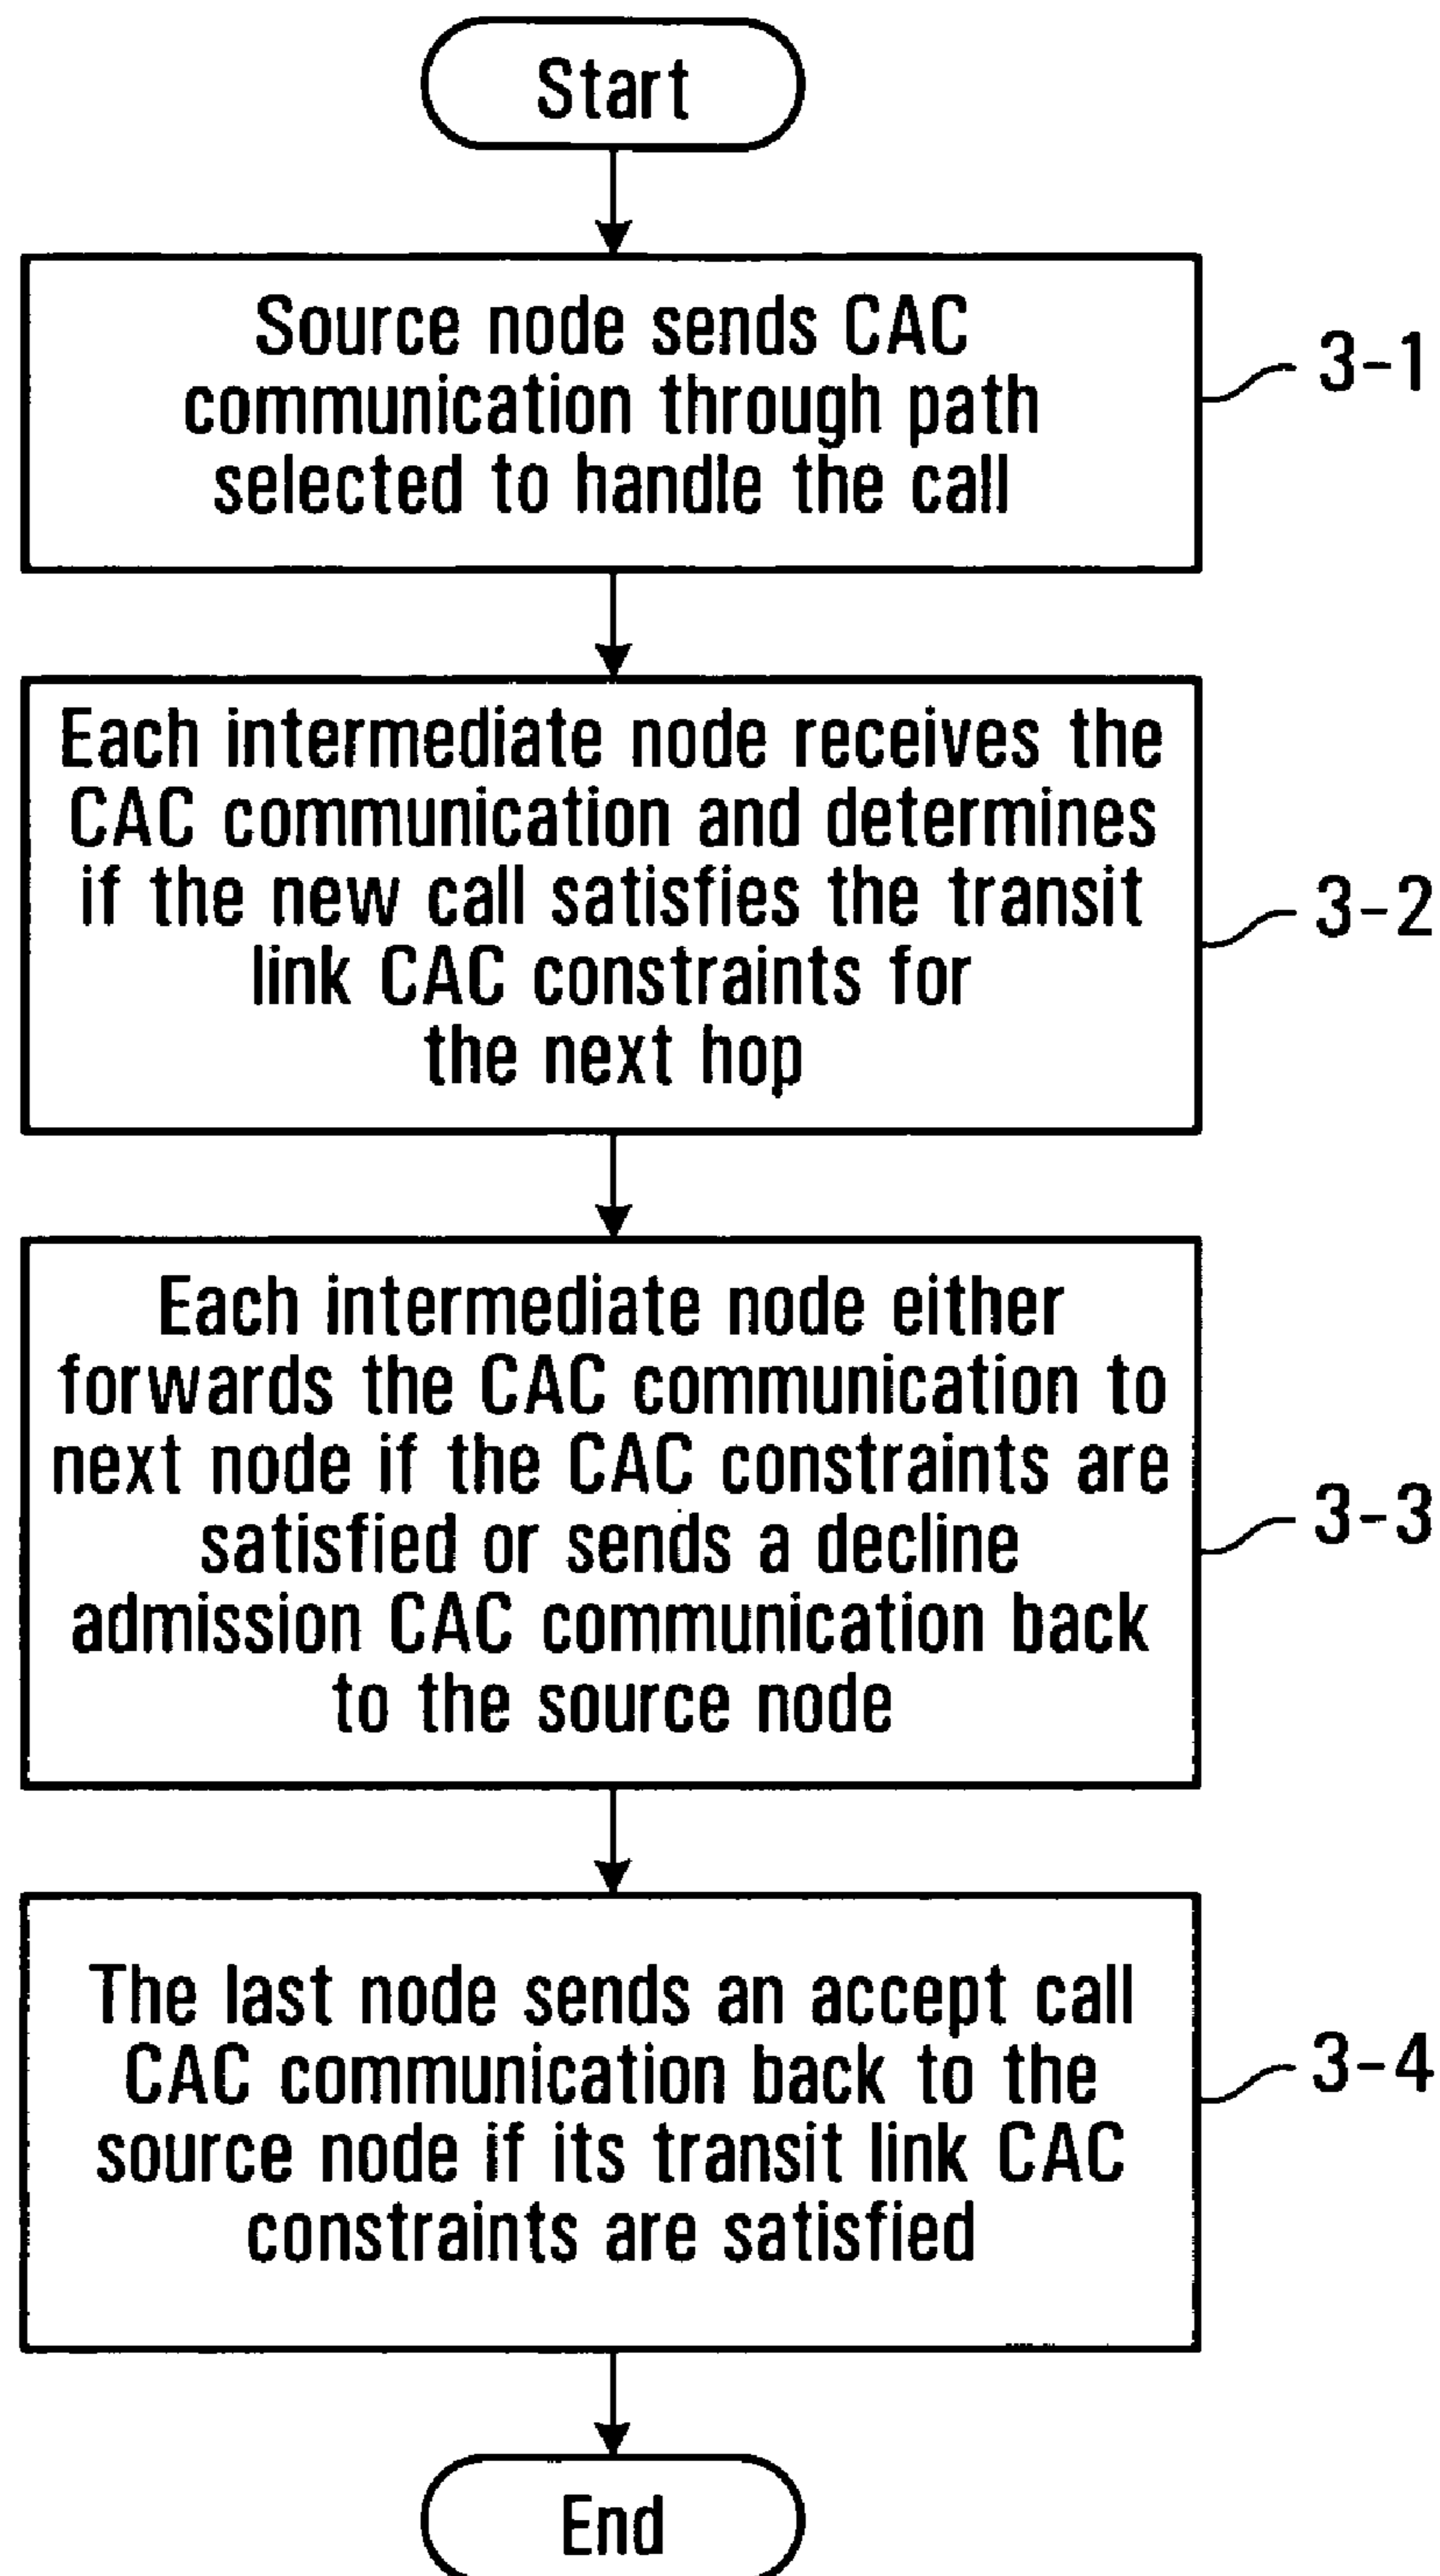 Start
Source node sends CAC
communication through path
selected to handle the call
3-1
Each intermediate node receives the
CAC communication and determines
if the new call satisfies the transit
link CAC constraints for
the next hop
3-2
Each intermediate node either
forwards the CAC communication to
next node if the CAC constraints are
satisfied or sends a decline
admission CAC communication back
to the source node
3-3
The last node sends an accept call
CAC communication back to the
source node if its transit link CAC
constraints are satisfied
3-4
End